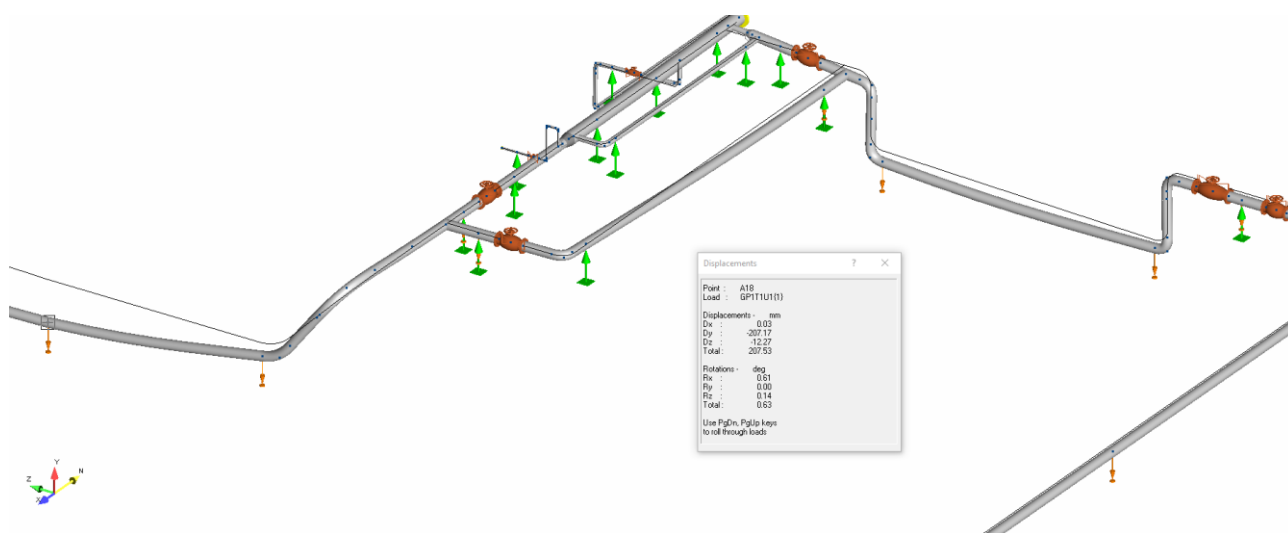 Displacements ? ×
Point : A18
Load : GP1T1U1{1}
Displacements - mm
Dx : 0.03
Dy : -207.17
Dz : -12.27
Total : 207.53
Rotations - deg
Rx : 0.61
Ry : 0.00
Rz : 0.14
Total : 0.63
Use PgDn, PgUp keys
to roll through loads
Y
Z
N
X